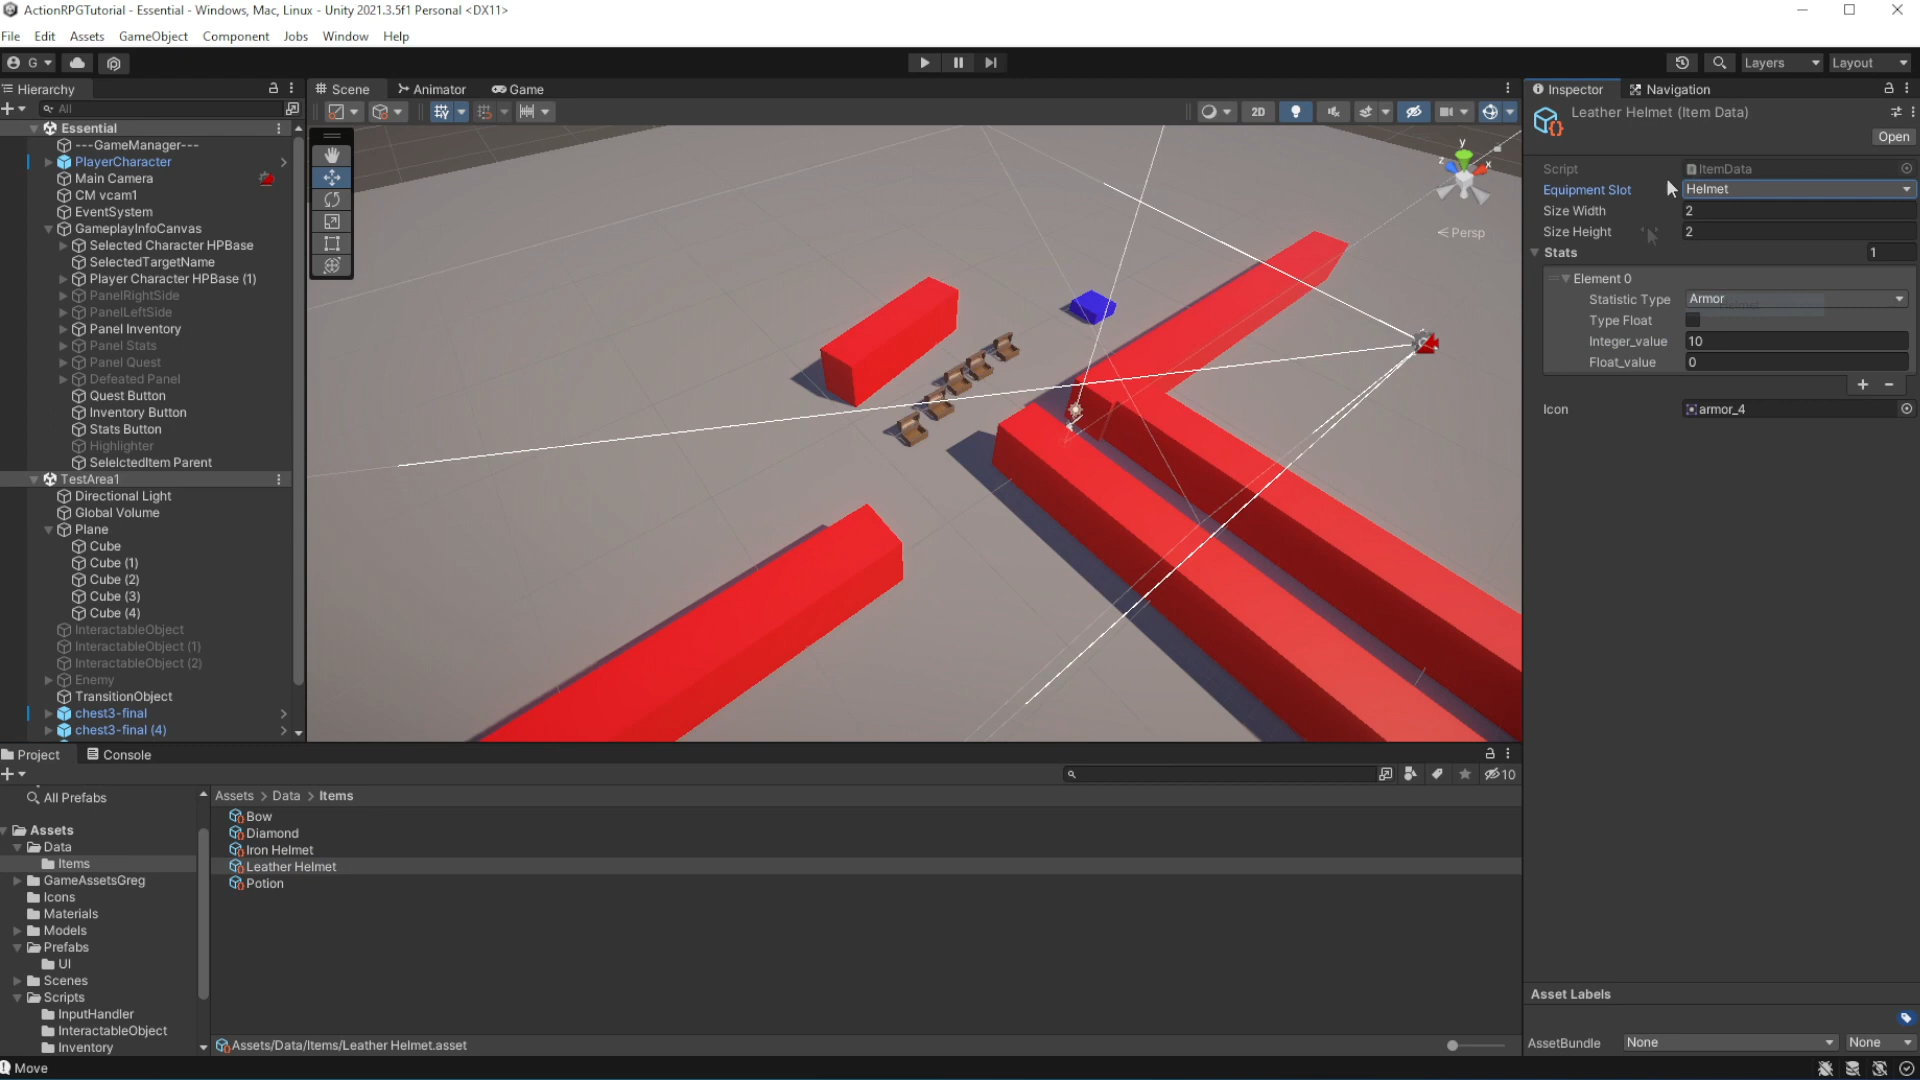 ActionRPGTutorial - Essential - Windows, Mac, Linux - Unity 2021.3.5f1 Personal <DX11>
File Edit Assets GameObject Component Jobs Window Help
G Layers Layout
Hierarchy
All
Essential
---GameManager---
PlayerCharacter
Main Camera
CM vcam1
EventSystem
GameplayInfoCanvas
Selected Character HPBase
SelectedTargetName
Player Character HPBase (1)
PanelRightSide
PanelLeftSide
Panel Inventory
Panel Stats
Panel Quest
Defeated Panel
Quest Button
Inventory Button
Stats Button
Highlighter
SelelctedItem Parent
TestArea1
Directional Light
Global Volume
Plane
Cube
Cube (1)
Cube (2)
Cube (3)
Cube (4)
InteractableObject
InteractableObject (1)
InteractableObject (2)
Enemy
TransitionObject
chest3-final
chest3-final (4)
Scene Animator Game
2D
y
z x
Persp
Inspector Navigation
Leather Helmet (Item Data)
Open
Script ItemData
Equipment Slot Helmet
Size Width 2
Size Height 2
Stats 1
Element 0
Statistic Type Armor
Type Float
Integer_value 10
Float_value 0
Icon armor_4
Asset Labels
AssetBundle None None
Project Console
10
All Prefabs
Assets
Data
Items
GameAssetsGreg
Icons
Materials
Models
Prefabs
UI
Scenes
Scripts
InputHandler
InteractableObject
Inventory
Assets > Data > Items
Bow
Diamond
Iron Helmet
Leather Helmet
Potion
Assets/Data/Items/Leather Helmet.asset
Move